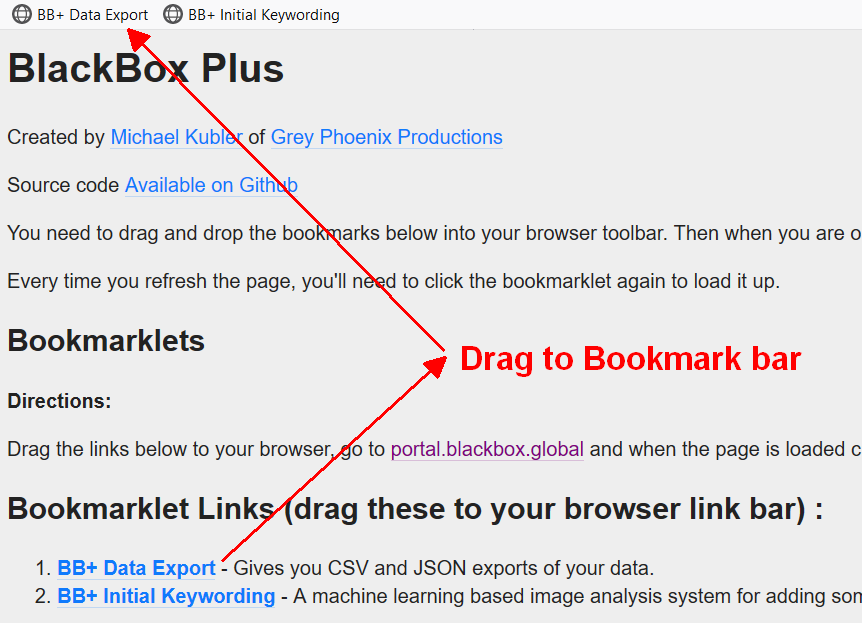 BB+ Data Export BB+ Initial Keywording
BlackBox Plus
Created by Michael Kubler of Grey Phoenix Productions
Source code Available on Github
You need to drag and drop the bookmarks below into your browser toolbar. Then when you are
Every time you refresh the page, you'll need to click the bookmarklet again to load it up.
Bookmarklets
Drag to Bookmark bar
Directions:
Drag the links below to your browser, go to portal.blackbox.global and when the page is loaded
Bookmarklet Links (drag these to your browser link bar) :
1. BB+ Data Export - Gives you CSV and JSON exports of your data.
2. BB+ Initial Keywording - A machine learning based image analysis system for adding